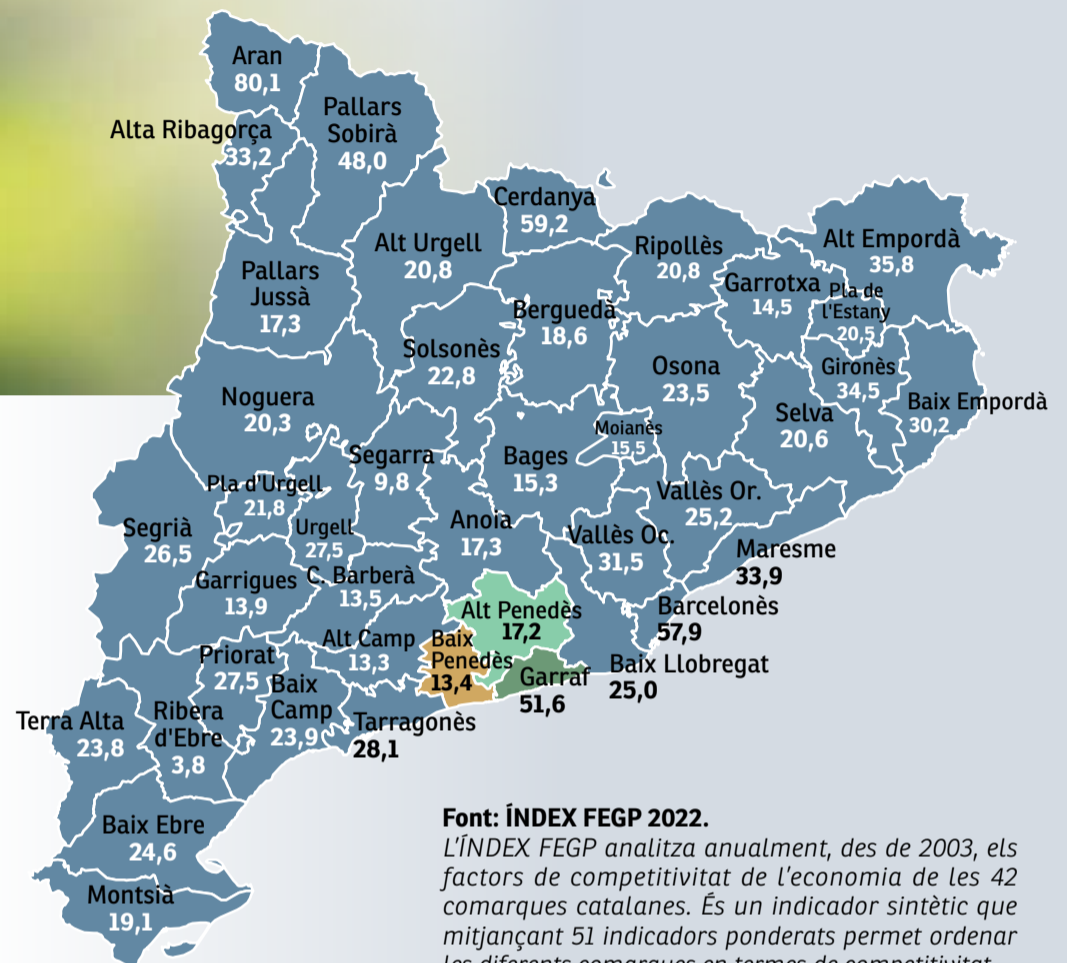 Aran
80,1
Pallars
Sobirà
48,0
Alta Ribagorça
33,2
Cerdanya
59,2
Alt Urgell
20,8
Ripollès
20,8
Alt Empordà
35,8
Pallars
Jussà
17,3
Garrotxa
14,5
Pla de
l'Estany
20,5
Berguedà
18,6
Solsonès
22,8
Osona
23,5
Gironès
34,5
Baix Empordà
30,2
Noguera
20,3
Selva
20,6
Moianès
15,5
Segarra
9,8
Bages
15,3
Pla d'Urgell
21,8
Vallès Or.
25,2
Segrià
26,5
Urgell
27,5
Anoia
17,3
Vallès Oc.
31,5
Maresme
33,9
Garrigues
13,9
C. Barberà
13,5
Alt Penedès
17,2
Barcelonès
57,9
Alt Camp
13,3
Baix
Penedès
13,4
Garraf
51,6
Baix Llobregat
25,0
Priorat
27,5
Baix
Camp
23,9
Tarragonès
28,1
Terra Alta
23,8
Ribera
d'Ebre
3,8
Baix Ebre
24,6
Montsià
19,1
Font: ÍNDEX FEGP 2022.
L'ÍNDEX FEGP analitza anualment, des de 2003, els
factors de competitivitat de l'economia de les 42
comarques catalanes. És un indicador sintètic que
mitjançant 51 indicadors ponderats permet ordenar
les diferents comarques en termes de competitivitat